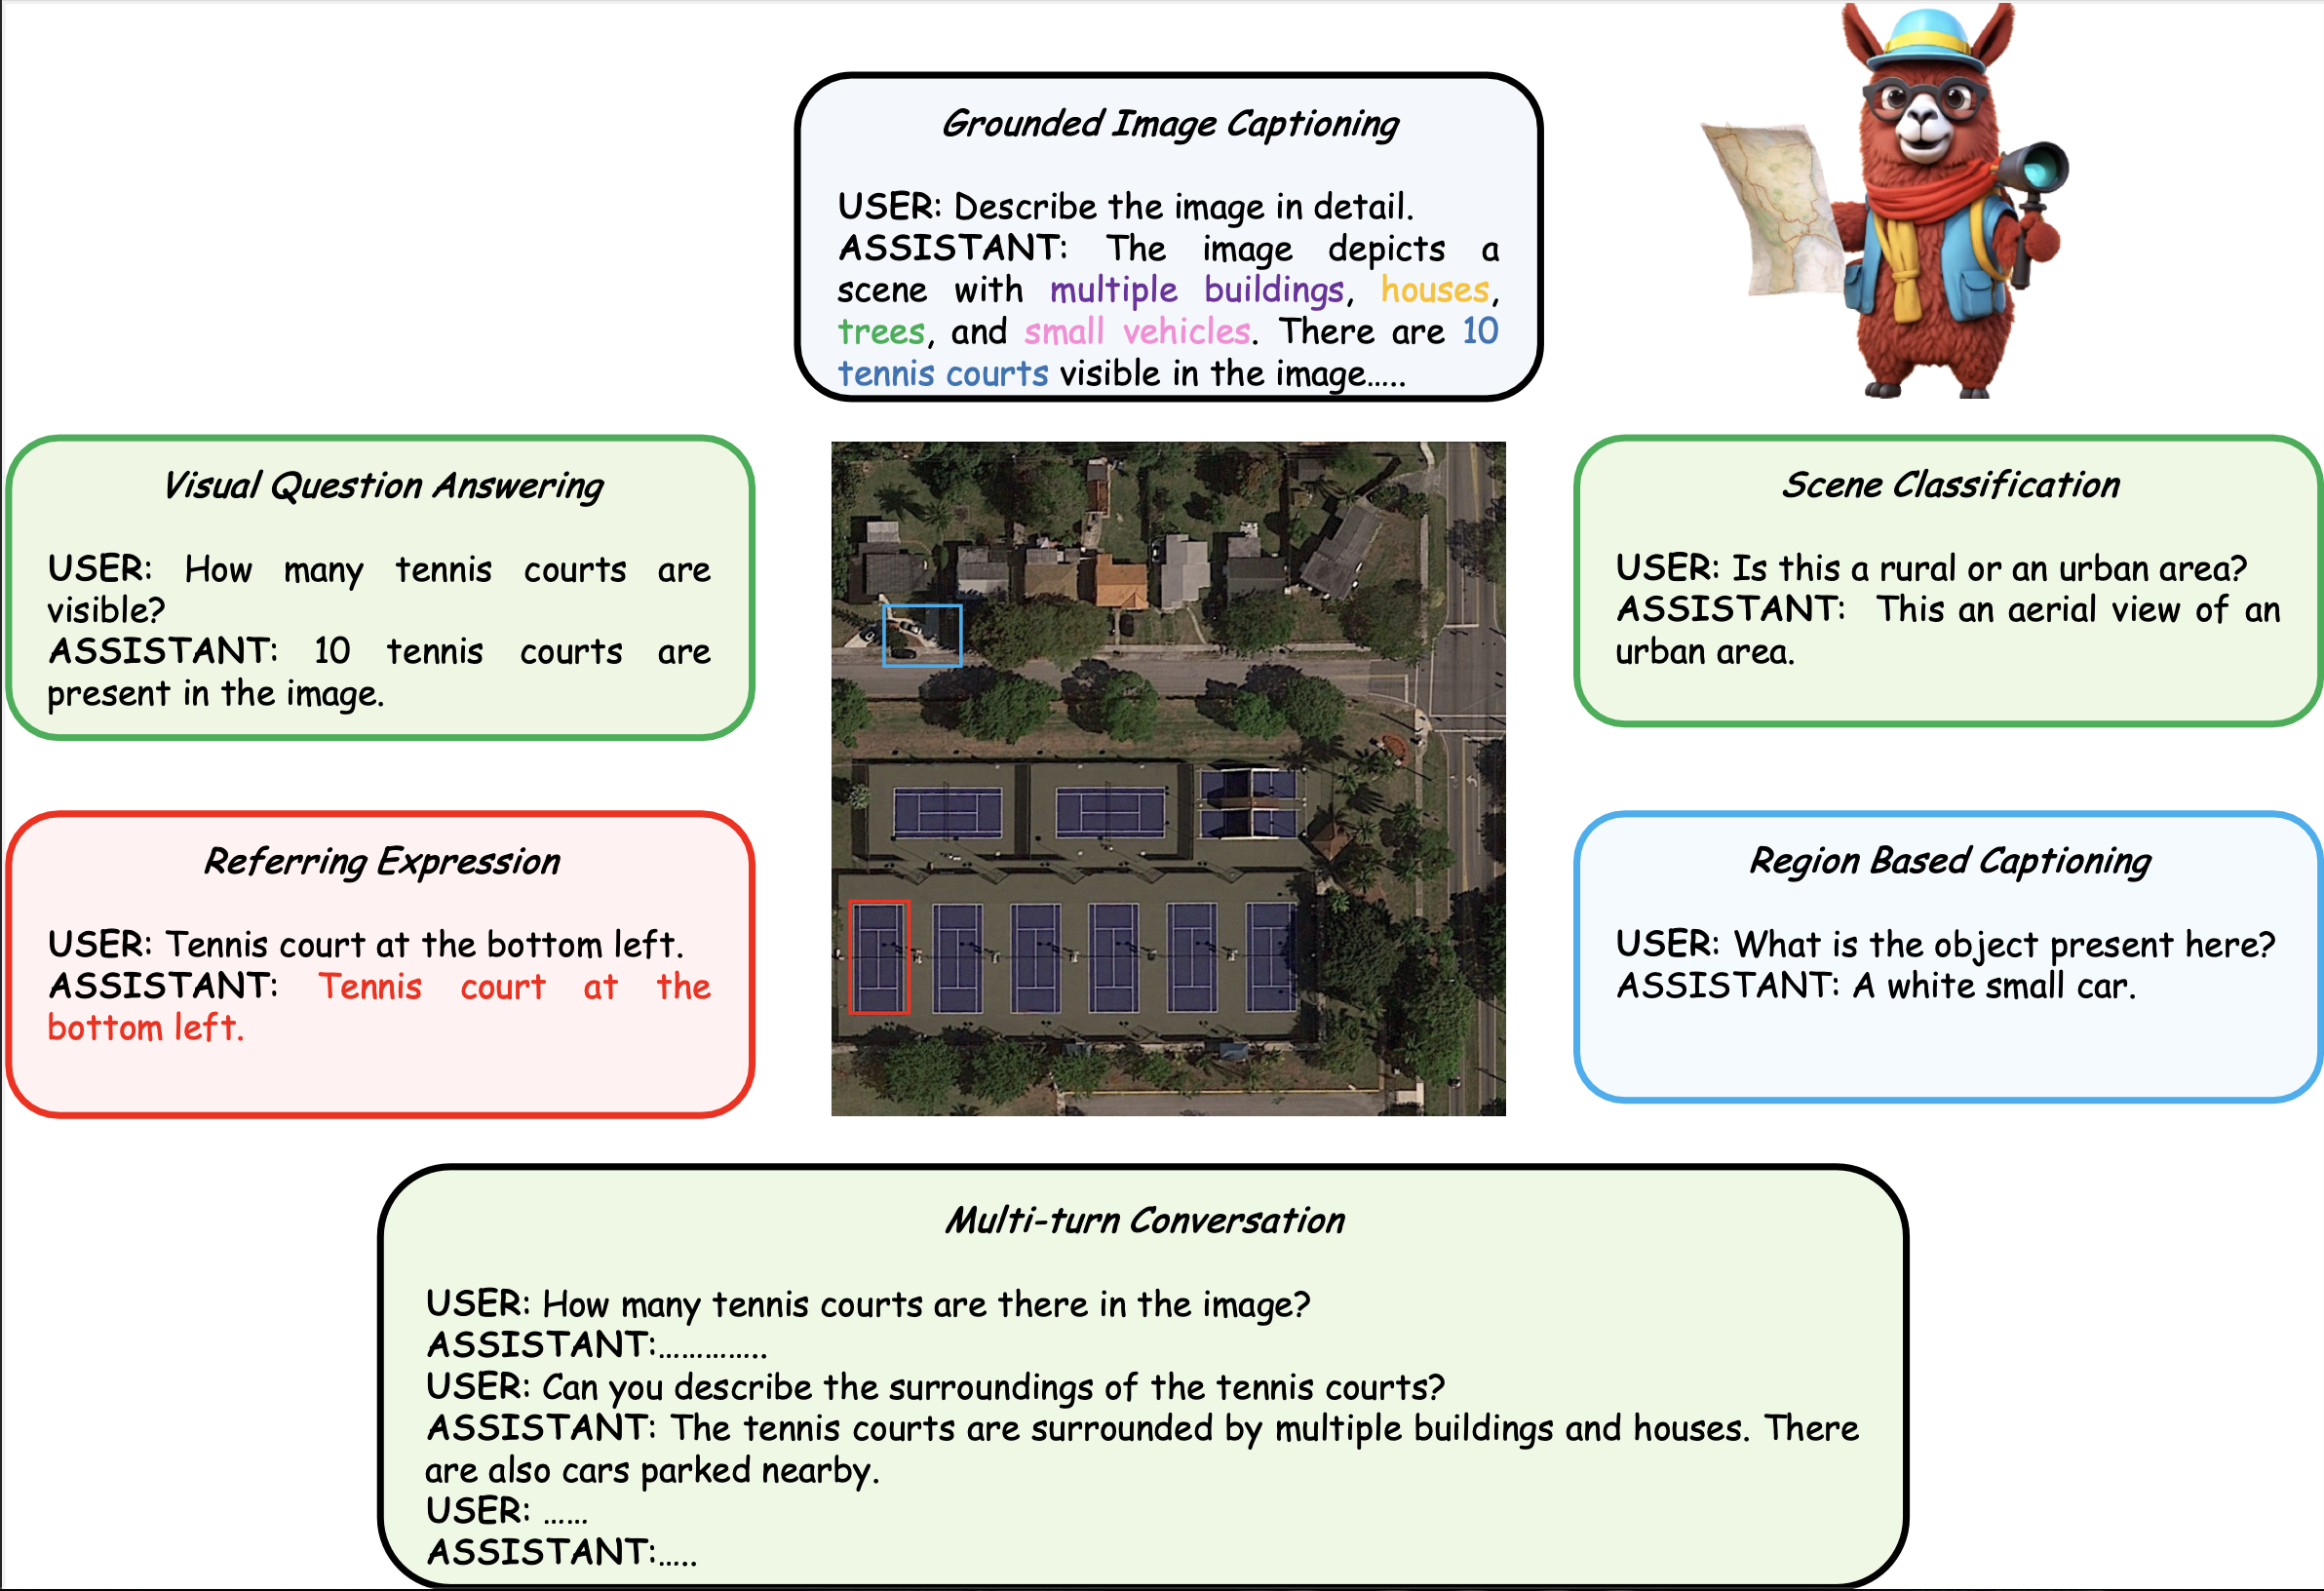 Grounded Image Captioning
USER: Describe the image in detail.
ASSISTANT: The image depicts a
scene with multiple buildings, houses,
trees, and small vehicles. There are 10
tennis courts visible in the image.....
Visual Question Answering
USER: How many tennis courts are
visible?
ASSISTANT: 10 tennis courts are
present in the image.
Scene Classification
USER: Is this a rural or an urban area?
ASSISTANT: This an aerial view of an
urban area.
Referring Expression
USER: Tennis court at the bottom left.
ASSISTANT: Tennis court at the
bottom left.
Region Based Captioning
USER: What is the object present here?
ASSISTANT: A white small car.
Multi-turn Conversation
USER: How many tennis courts are there in the image?
ASSISTANT:…………..
USER: Can you describe the surroundings of the tennis courts?
ASSISTANT: The tennis courts are surrounded by multiple buildings and houses. There
are also cars parked nearby.
USER: ……
ASSISTANT:…..